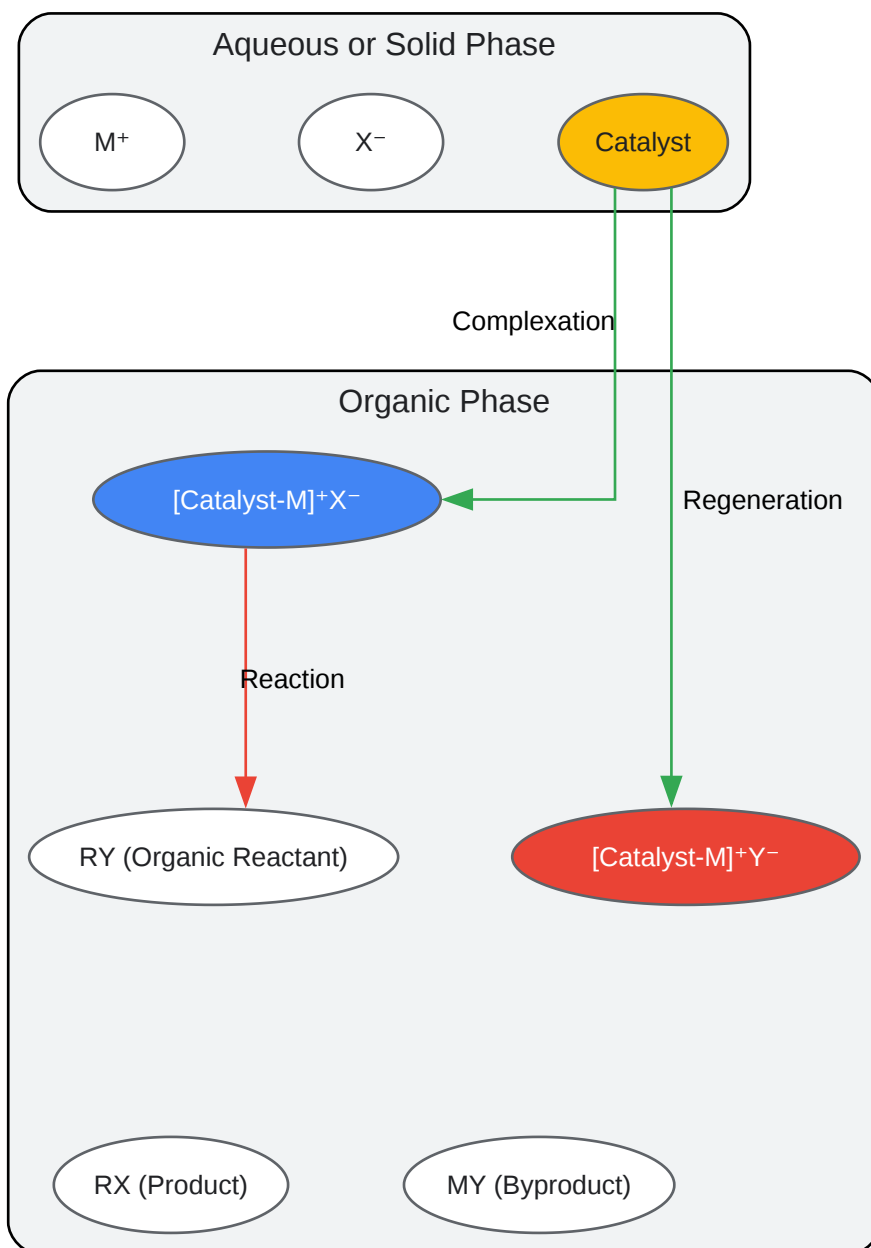 Aqueous or Solid Phase
M⁺
X⁻
Catalyst
Complexation
Organic Phase
[Catalyst-M]⁺X⁻
Regeneration
Reaction
RY (Organic Reactant)
[Catalyst-M]⁺Y⁻
RX (Product)
MY (Byproduct)